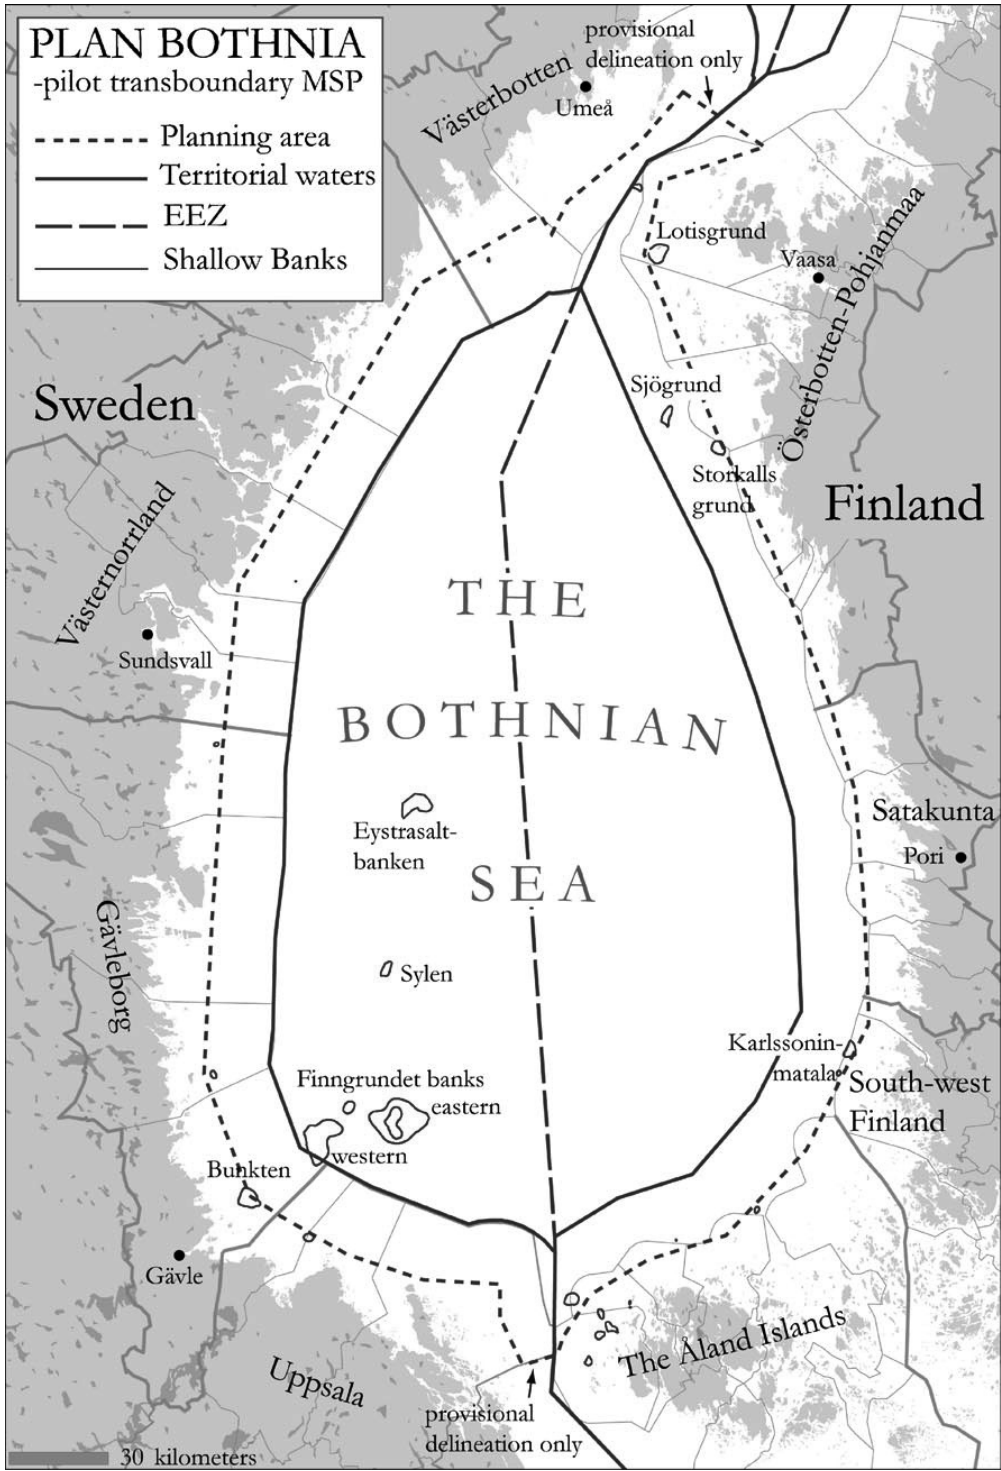 PLAN BOTHNIA
-pilot transboundary MSP
Planning area
Territorial waters
EEZ
Shallow Banks
provisional
delineation only
Västerbotten
Umeå
Lotisgrund
Vaasa
Österbotten-Pohjanmaa
Sjögrund
Storkalls
grund
Sweden
Finland
Västernorrland
Sundsvall
THE
BOTHNIAN
SEA
Eystrasalt-
banken
Satakunta
Pori
Gävleborg
Sylen
Karlssonin-
matala
South-west
Finland
Finngrundet banks
eastern
western
Bunkten
Gävle
Uppsala
The Åland Islands
provisional
delineation only
30 kilometers